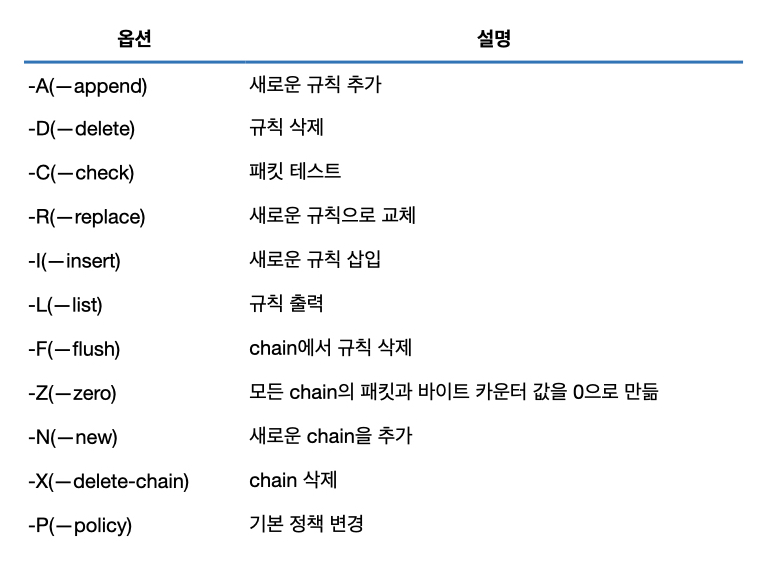 옵션 설명
-A(—append) 새로운 규칙 추가
-D(—delete) 규칙 삭제
-C(—check) 패킷 테스트
-R(—replace) 새로운 규칙으로 교체
-I(—insert) 새로운 규칙 삽입
-L(—list) 규칙 출력
-F(—flush) chain에서 규칙 삭제
-Z(—zero) 모든 chain의 패킷과 바이트 카운터 값을 0으로 만듦
-N(—new) 새로운 chain을 추가
-X(—delete-chain) chain 삭제
-P(—policy) 기본 정책 변경